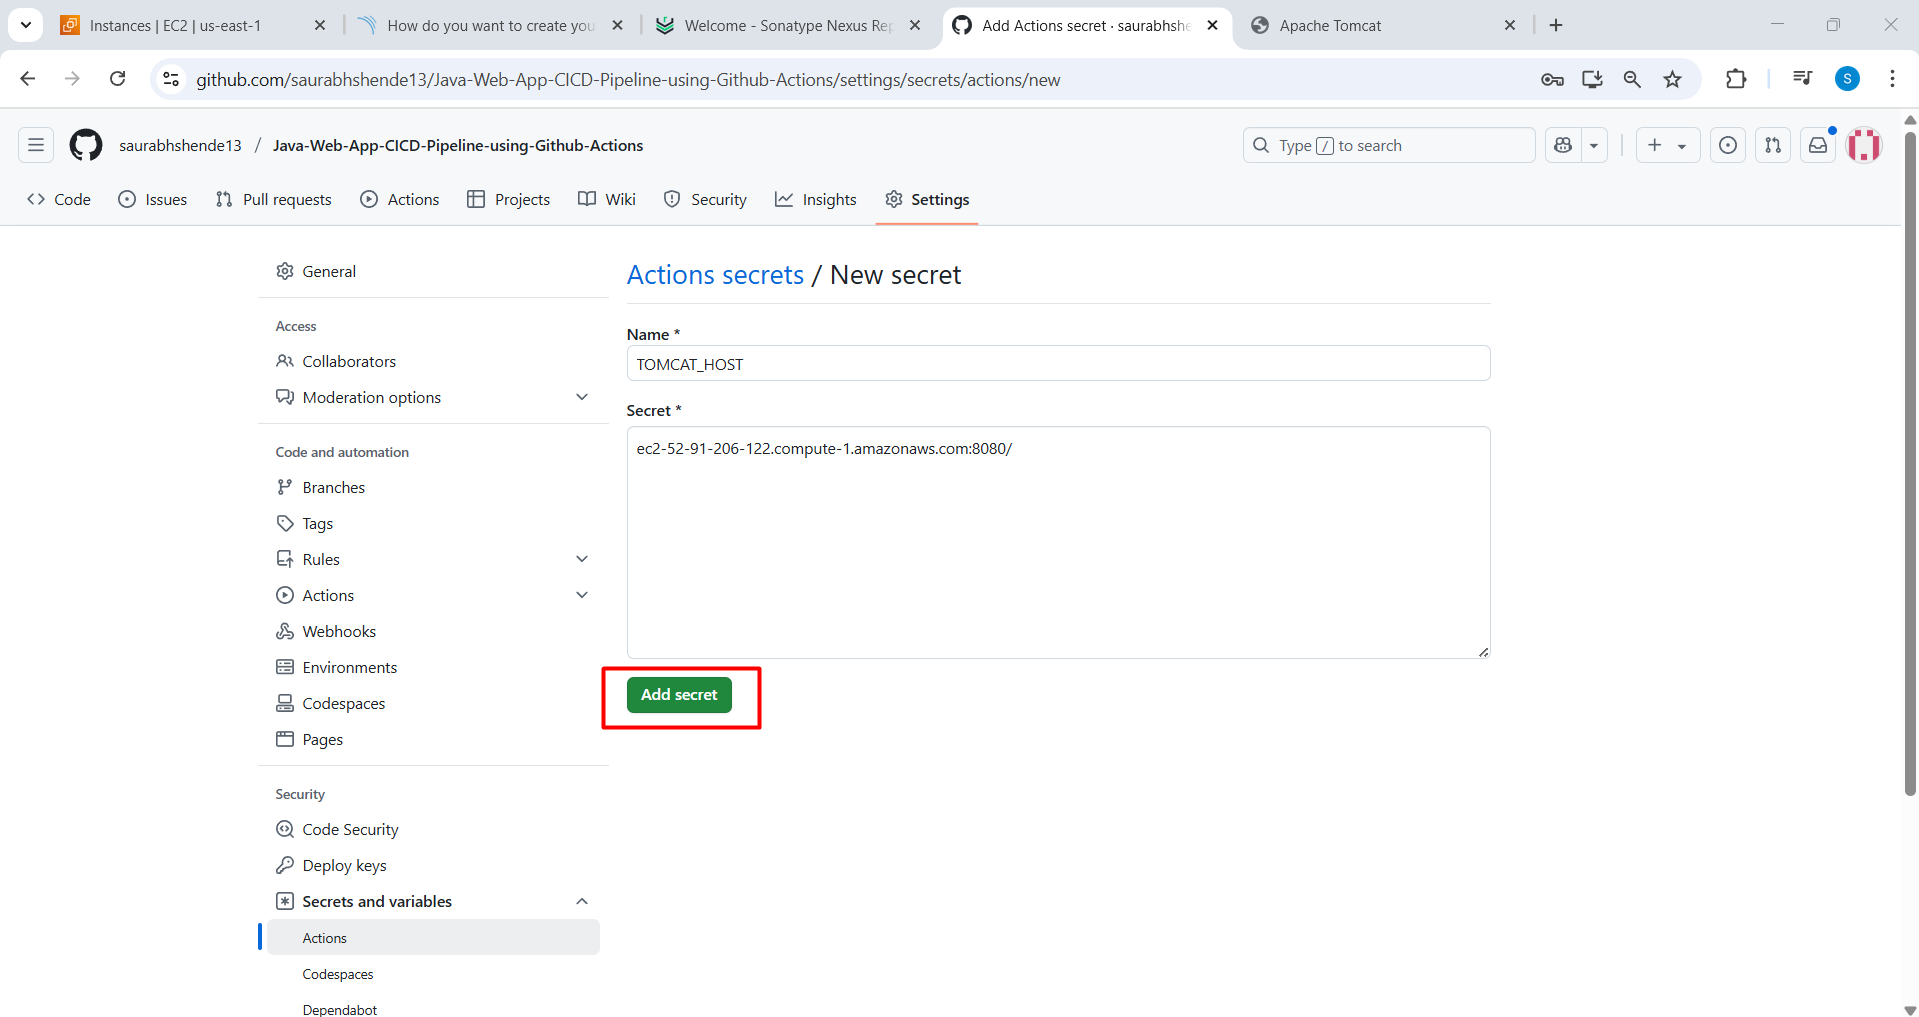 Instances | EC2 | us-east-1
How do you want to create you
Welcome - Sonatype Nexus Rep
Add Actions secret · saurabhshe
Apache Tomcat
github.com/saurabhshende13/Java-Web-App-CICD-Pipeline-using-Github-Actions/settings/secrets/actions/new
S
saurabhshende13 / Java-Web-App-CICD-Pipeline-using-Github-Actions
Type / to search
Code
Issues
Pull requests
Actions
Projects
Wiki
Security
Insights
Settings
General
Access
Collaborators
Moderation options
Code and automation
Branches
Tags
Rules
Actions
Webhooks
Environments
Codespaces
Pages
Security
Code Security
Deploy keys
Secrets and variables
Actions
Codespaces
Dependabot
Actions secrets / New secret
Name *
TOMCAT_HOST
Secret *
ec2-52-91-206-122.compute-1.amazonaws.com:8080/
Add secret